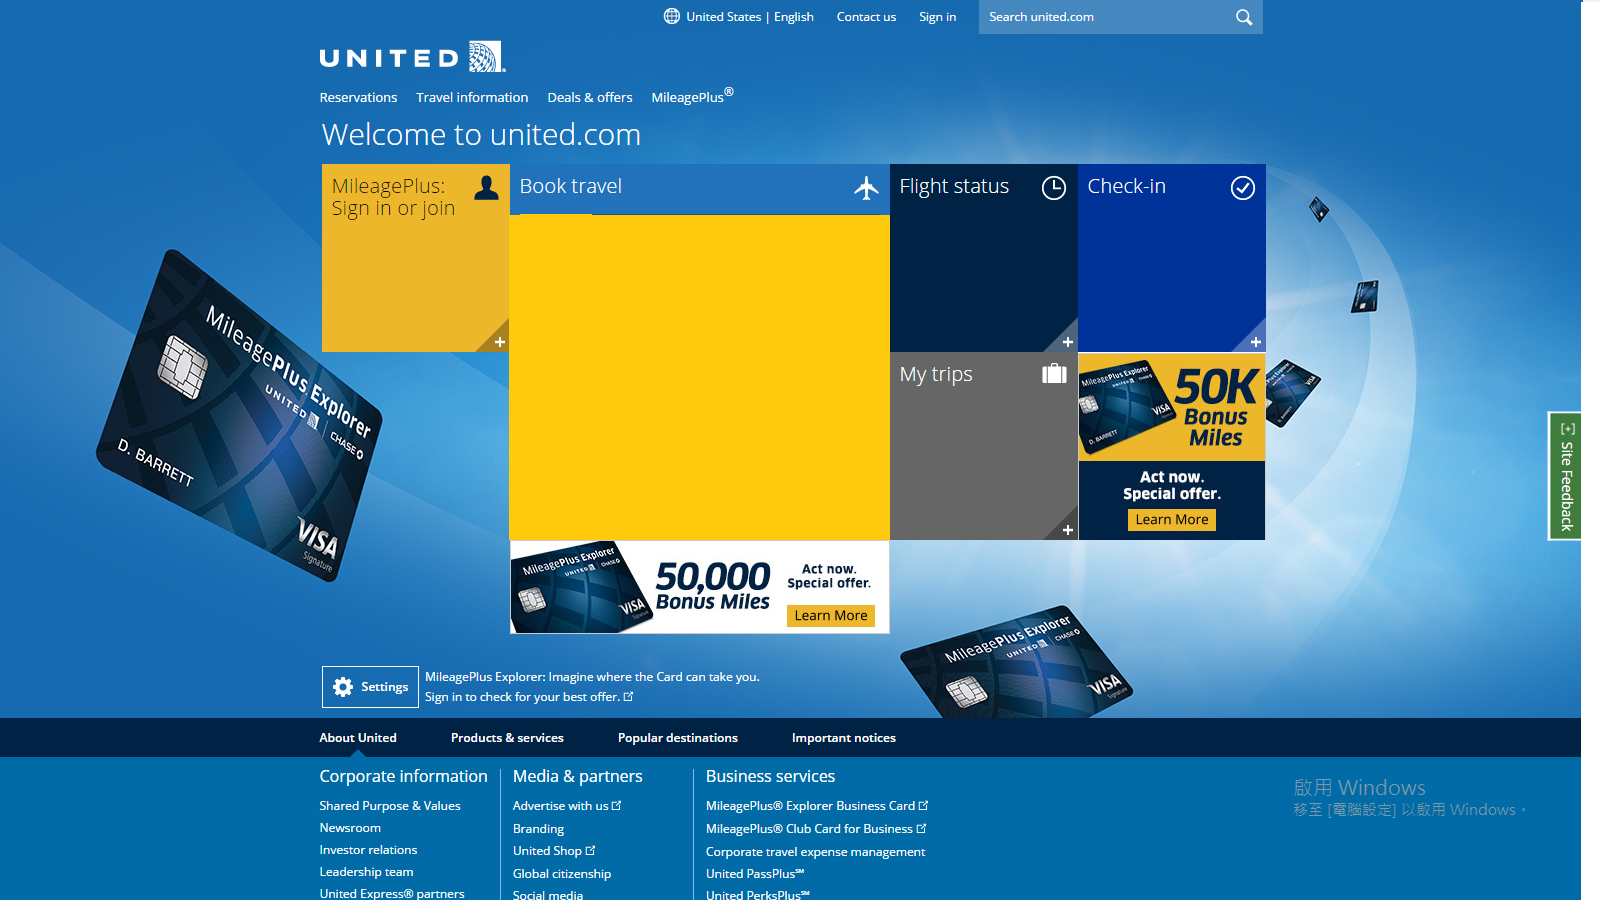 United States | English
Contact us
Sign in
Search united.com
UNITED
Reservations
Travel information
Deals & offers
MileagePlus®
Welcome to united.com
MileagePlus:
Sign in or join
Book travel
Flight status
Check-in
My trips
MileagePlus Explorer
UNITED
CHASE
D. BARRETT
VISA
Signature
MileagePlus Explorer
VISA
D. BARRETT
50K
Bonus
Miles
Act now.
Special offer.
Learn More
VISA
Site Feedback
MileagePlus Explorer
UNITED
CHASE
VISA
50,000
Bonus Miles
Act now.
Special offer.
Learn More
MileagePlus Explorer
UNITED
CHASE
VISA
Settings
MileagePlus Explorer: Imagine where the Card can take you.
Sign in to check for your best offer.
About United
Products & services
Popular destinations
Important notices
Corporate information
Shared Purpose & Values
Newsroom
Investor relations
Leadership team
United Express® partners
Media & partners
Advertise with us
Branding
United Shop
Global citizenship
Social media
Business services
MileagePlus® Explorer Business Card
MileagePlus® Club Card for Business
Corporate travel expense management
United PassPlus℠
United PerksPlus℠
啟用 Windows
移至 [電腦設定] 以啟用 Windows。